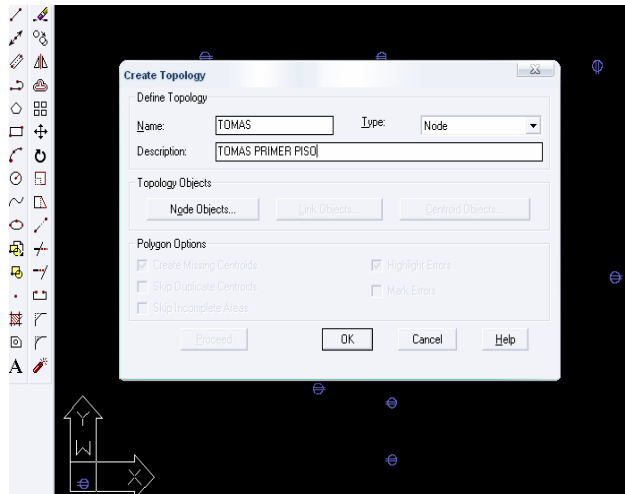 Create Topology
Define Topology
Name: TOMAS Type: Node
Description: TOMAS PRIMER PISO
Topology Objects
Node Objects... Link Objects... Centroid Objects...
Polygon Options
Create Missing Centroids Highlight Errors
Skip Duplicate Centroids Mark Errors
Skip Incomplete Areas
Proceed OK Cancel Help
A
Y
W
X